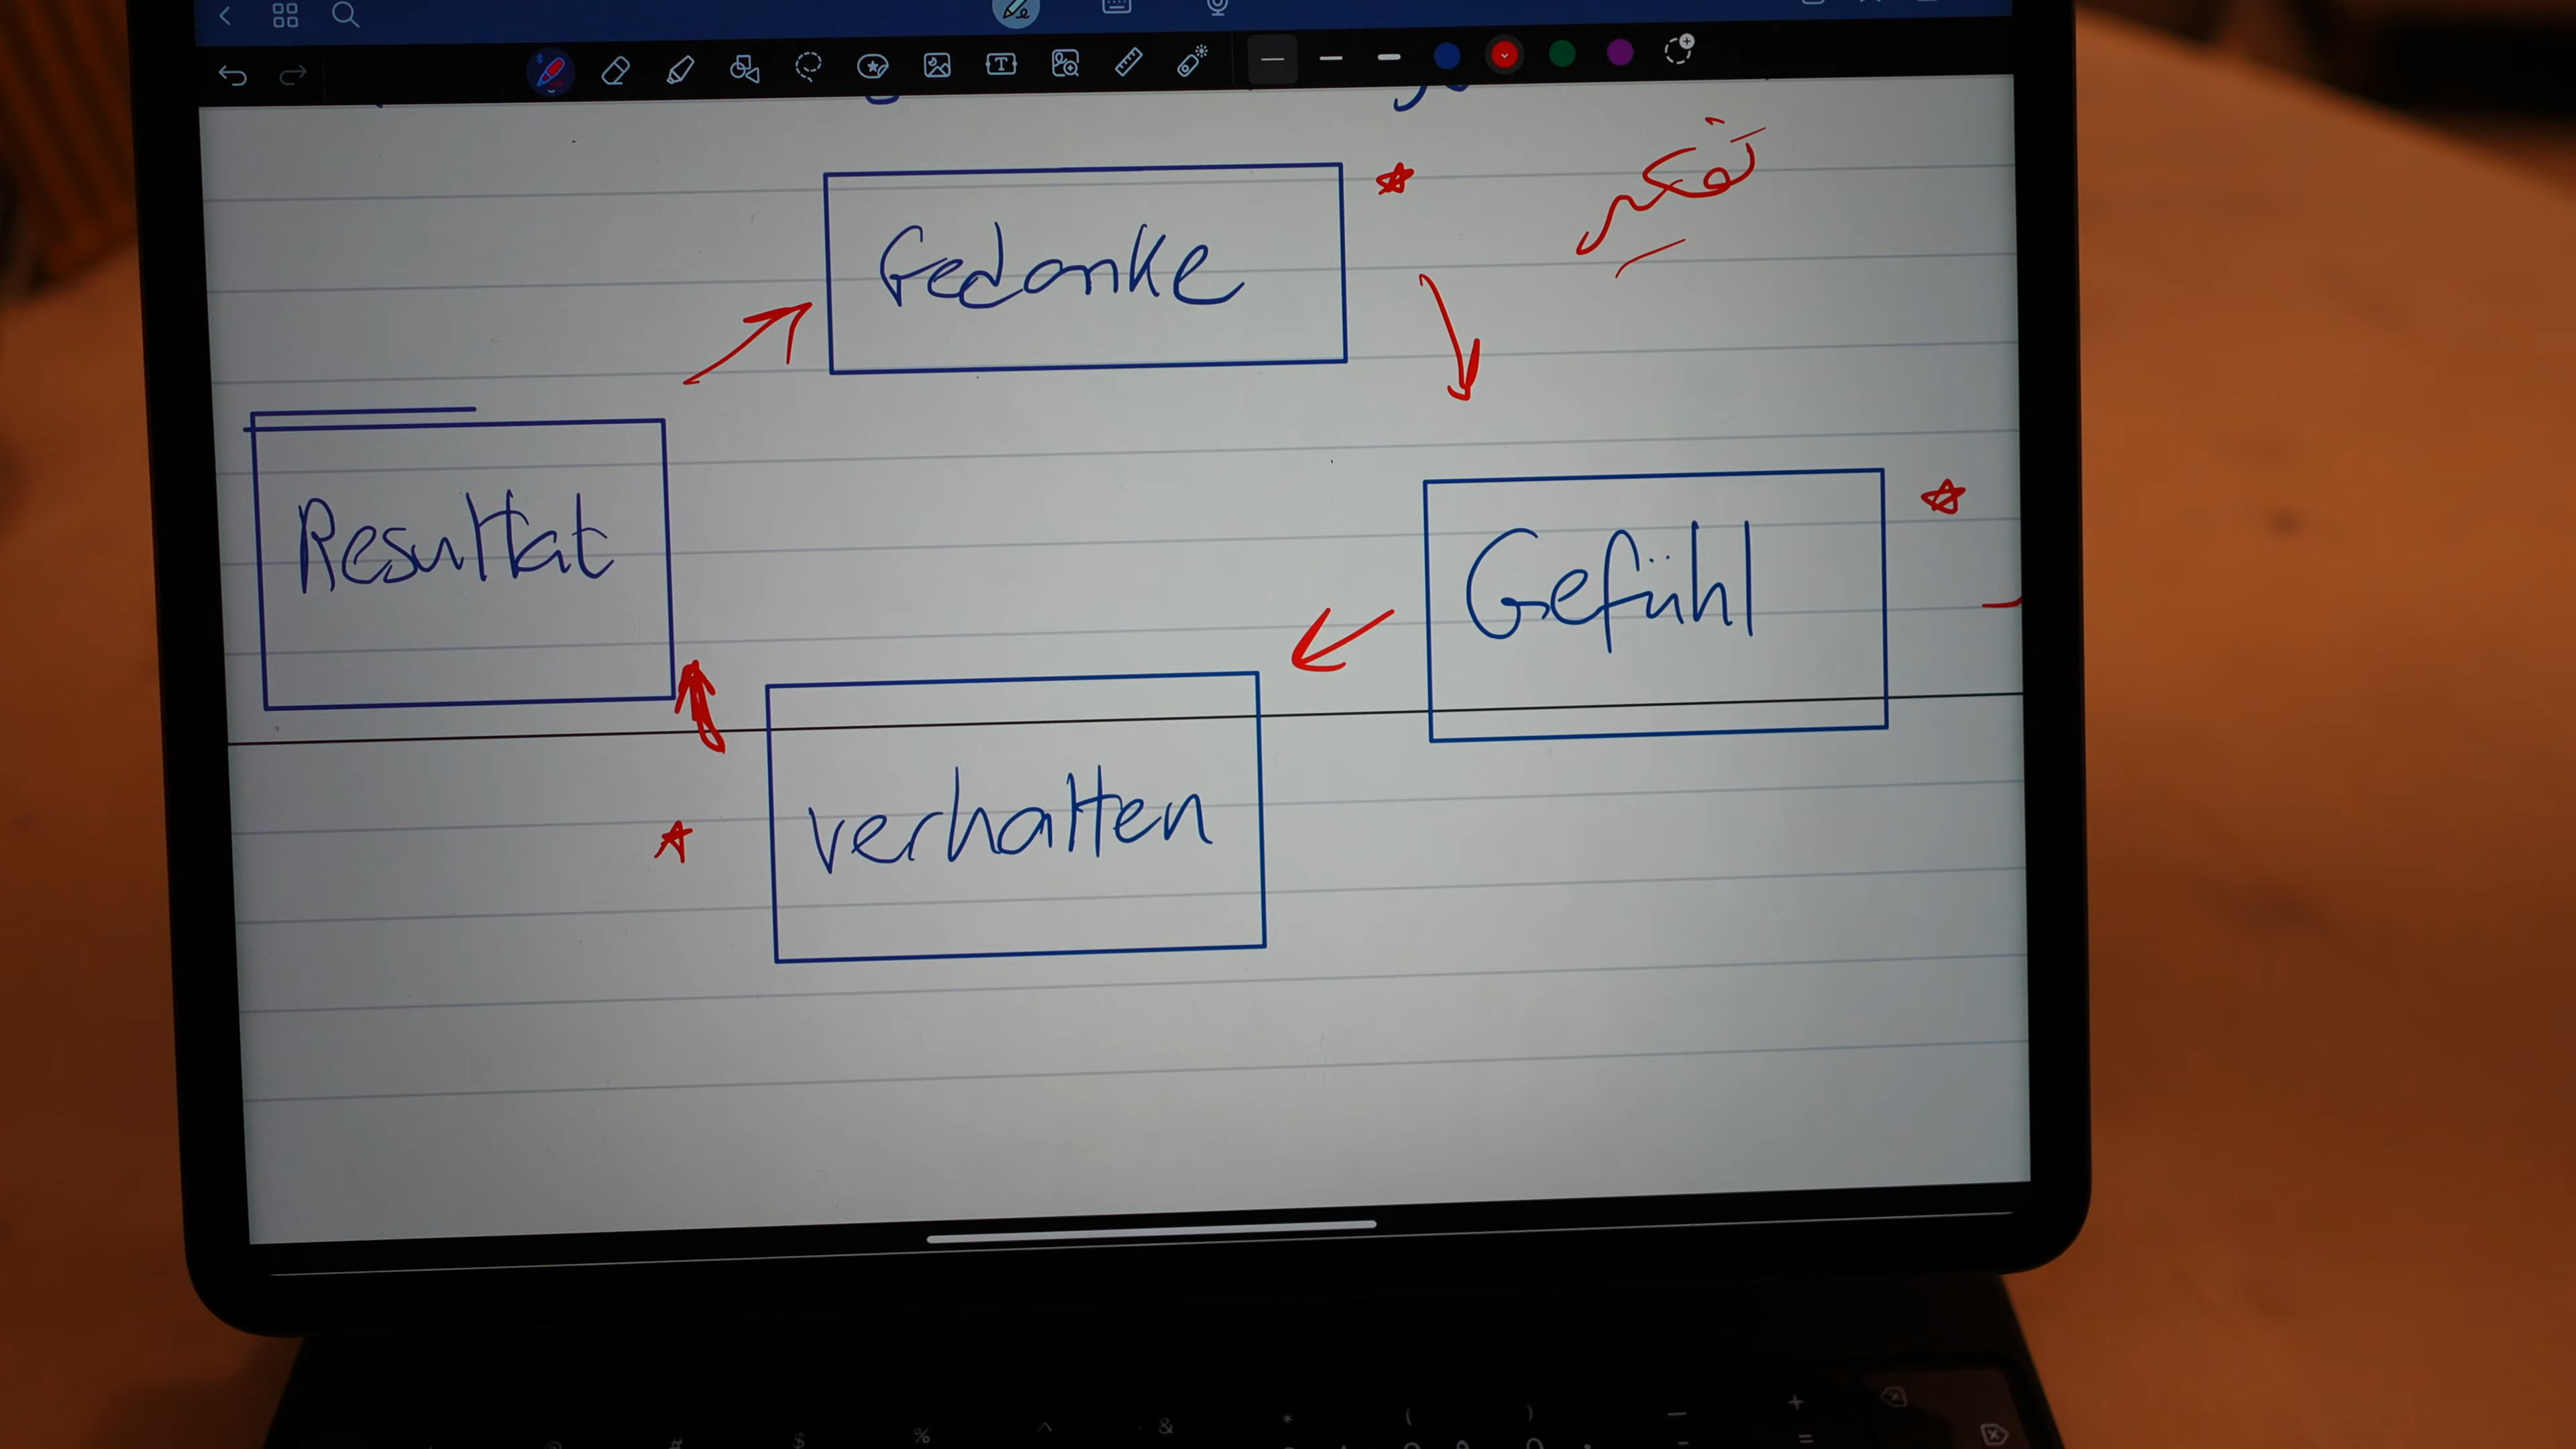 تفكير
Gedanke
Resultat
Gefühl
verhalten